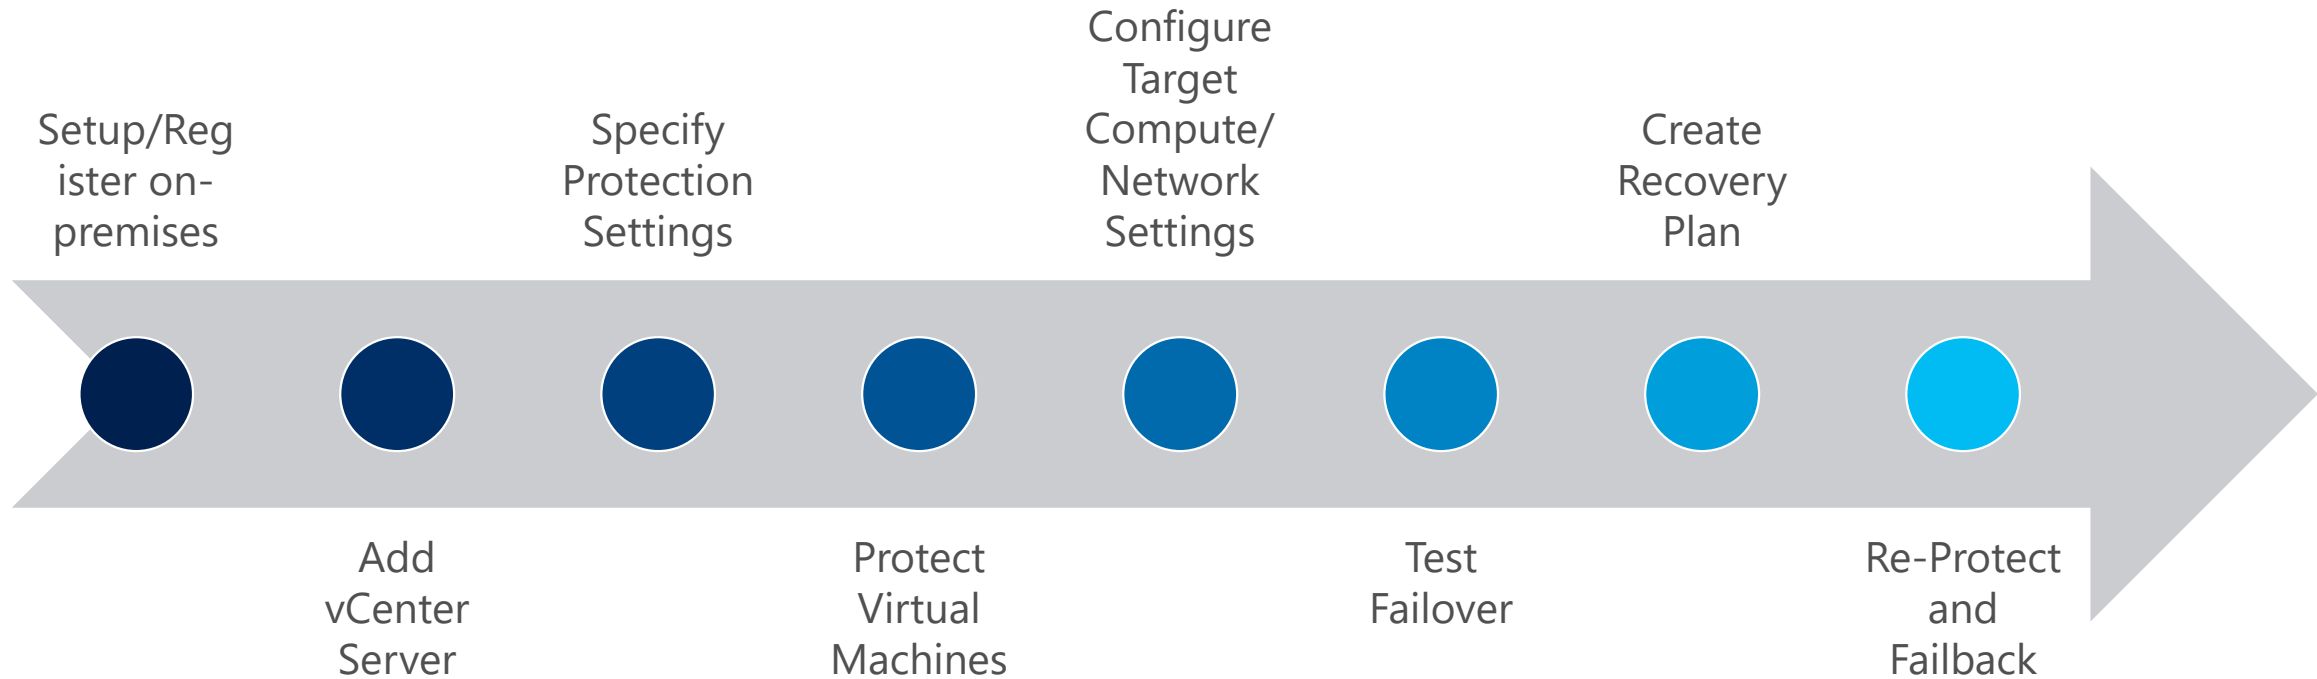 Setup/Reg
ister on-
premises
Add
vCenter
Server
Specify
Protection
Settings
Protect
Virtual
Machines
Configure
Target
Compute/
Network
Settings
Test
Failover
Create
Recovery
Plan
Re-Protect
and
Failback